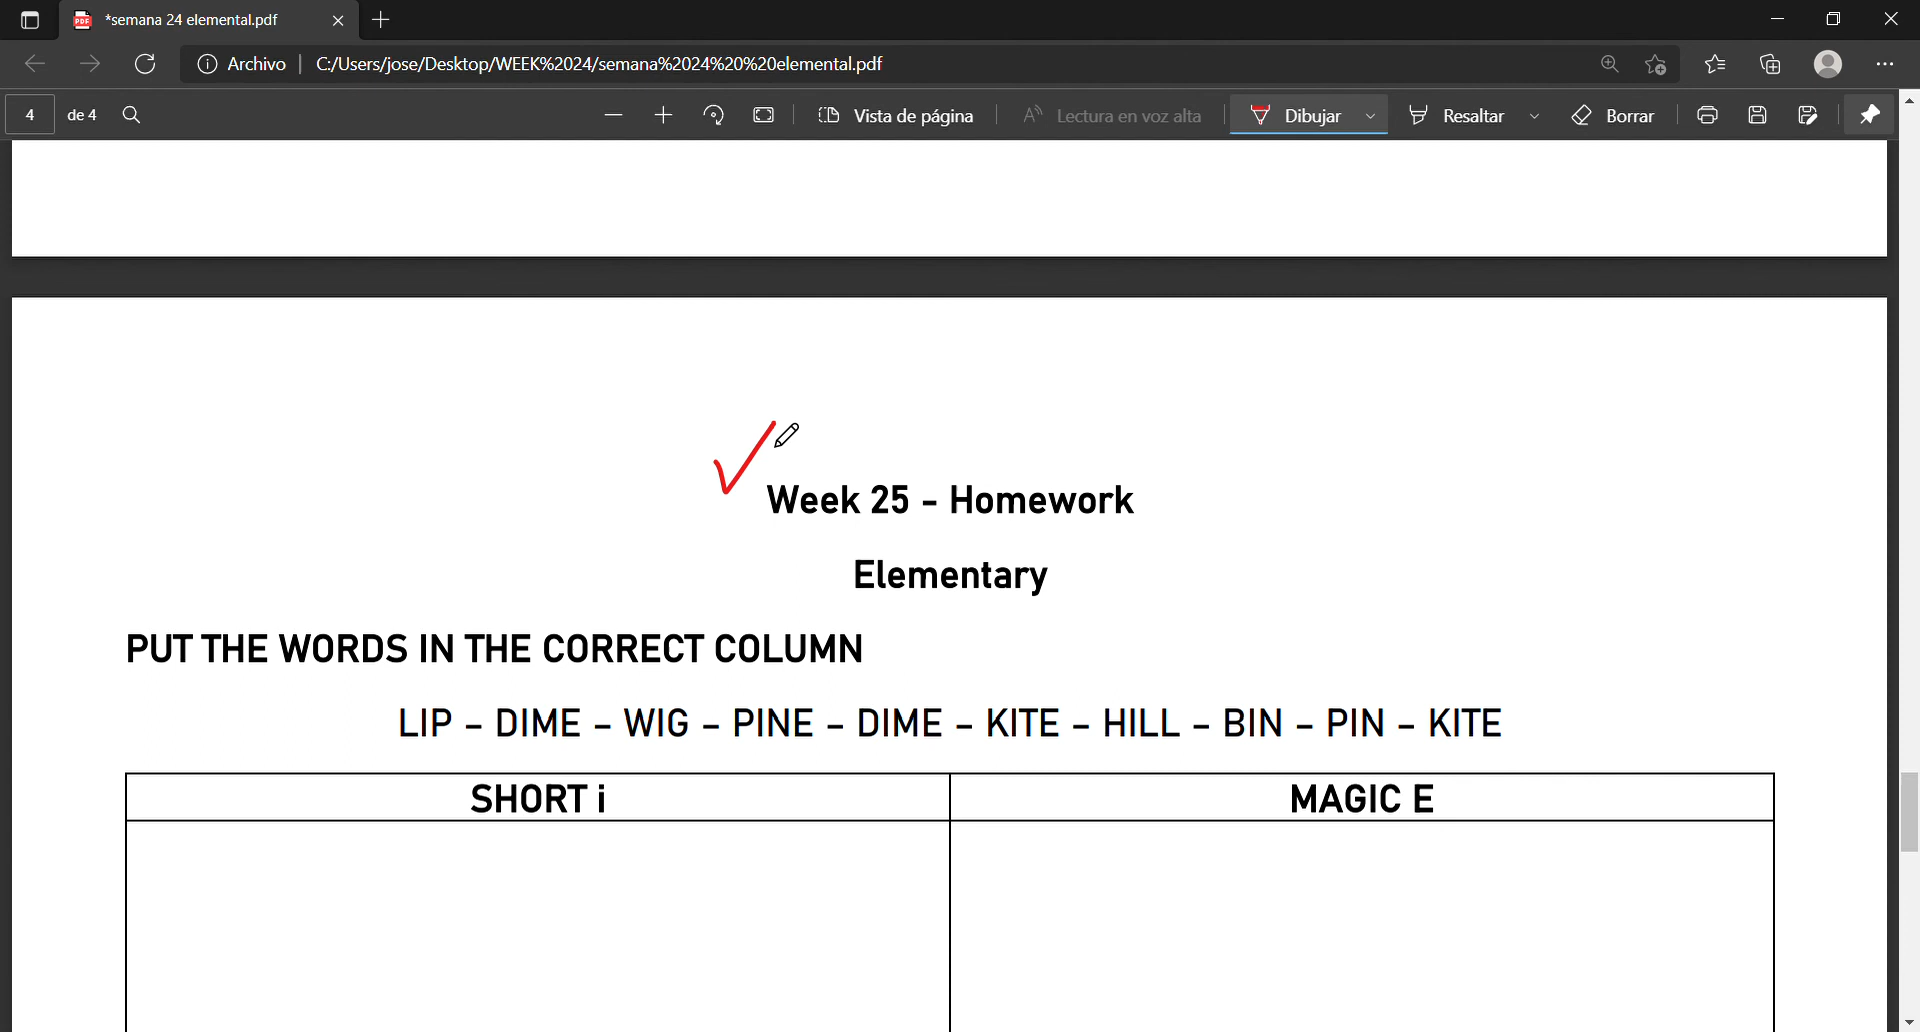 *semana 24 elemental.pdf
Archivo | C:/Users/jose/Desktop/WEEK%2024/semana%2024%20%20elemental.pdf
4 de 4 Vista de página Lectura en voz alta Dibujar Resaltar Borrar
Week 25 - Homework
Elementary
PUT THE WORDS IN THE CORRECT COLUMN
LIP – DIME – WIG – PINE – DIME – KITE – HILL – BIN – PIN – KITE
SHORT i MAGIC E